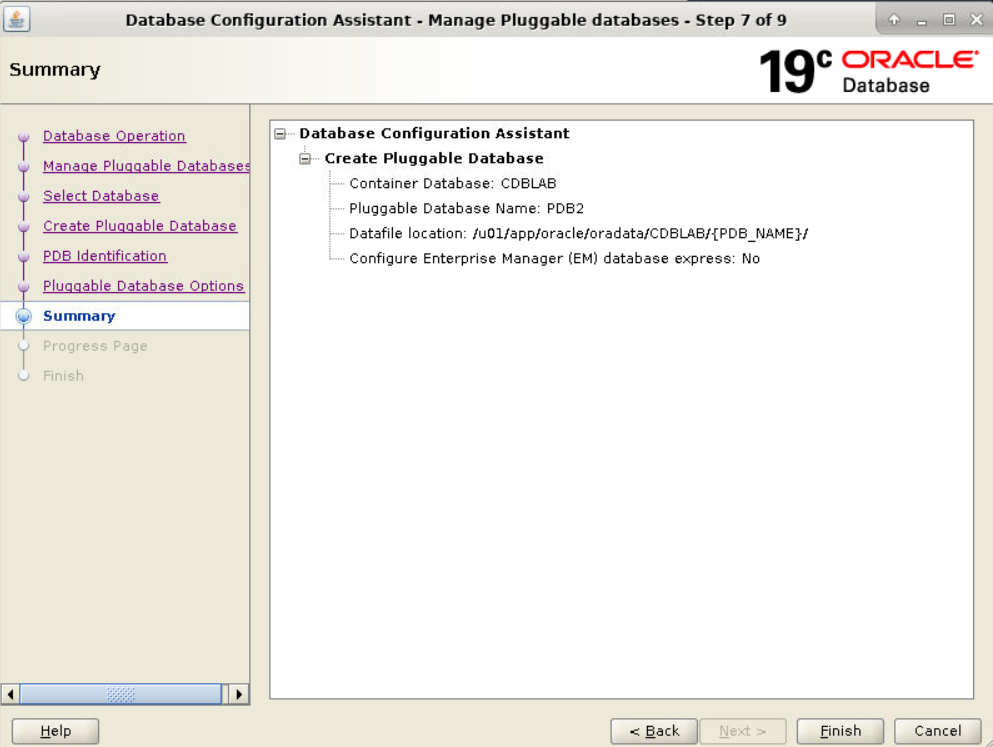 Database Configuration Assistant - Manage Pluggable databases - Step 7 of 9
Summary
19c ORACLE
Database
Database Operation
Manage Pluggable Databases
Select Database
Create Pluggable Database
PDB Identification
Pluggable Database Options
Summary
Progress Page
Finish
Database Configuration Assistant
Create Pluggable Database
Container Database: CDBLAB
Pluggable Database Name: PDB2
Datafile location: /u01/app/oracle/oradata/CDBLAB/{PDB_NAME}/
Configure Enterprise Manager (EM) database express: No
Help
< Back
Next >
Finish
Cancel